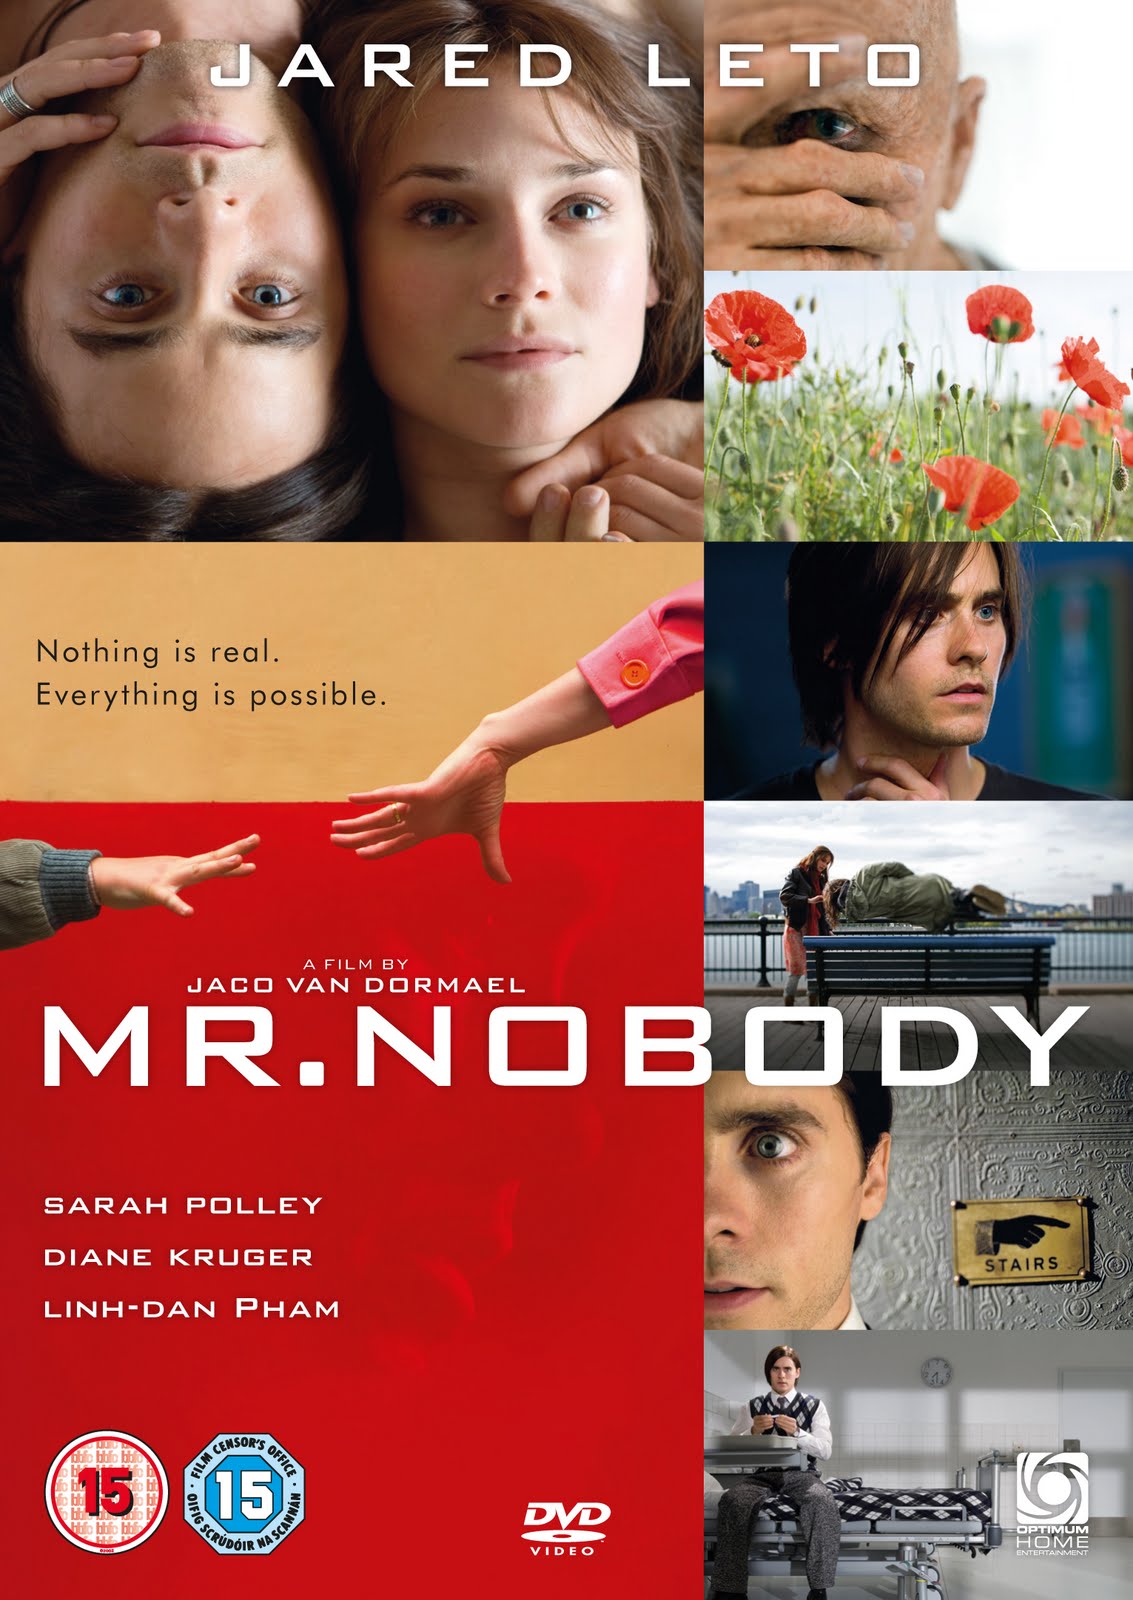 JARED LETO
Nothing is real.
Everything is possible.
A FILM BY
JACO VAN DORMAEL
MR.NOBODY
SARAH POLLEY
DIANE KRUGER
LINH-DAN PHAM
STAIRS
15
FILM CENSOR'S OFFICE
15
OIFIG SCRÚDÓIR NA SCANNÁN
DVD
VIDEO
OPTIMUM
HOME
ENTERTAINMENT